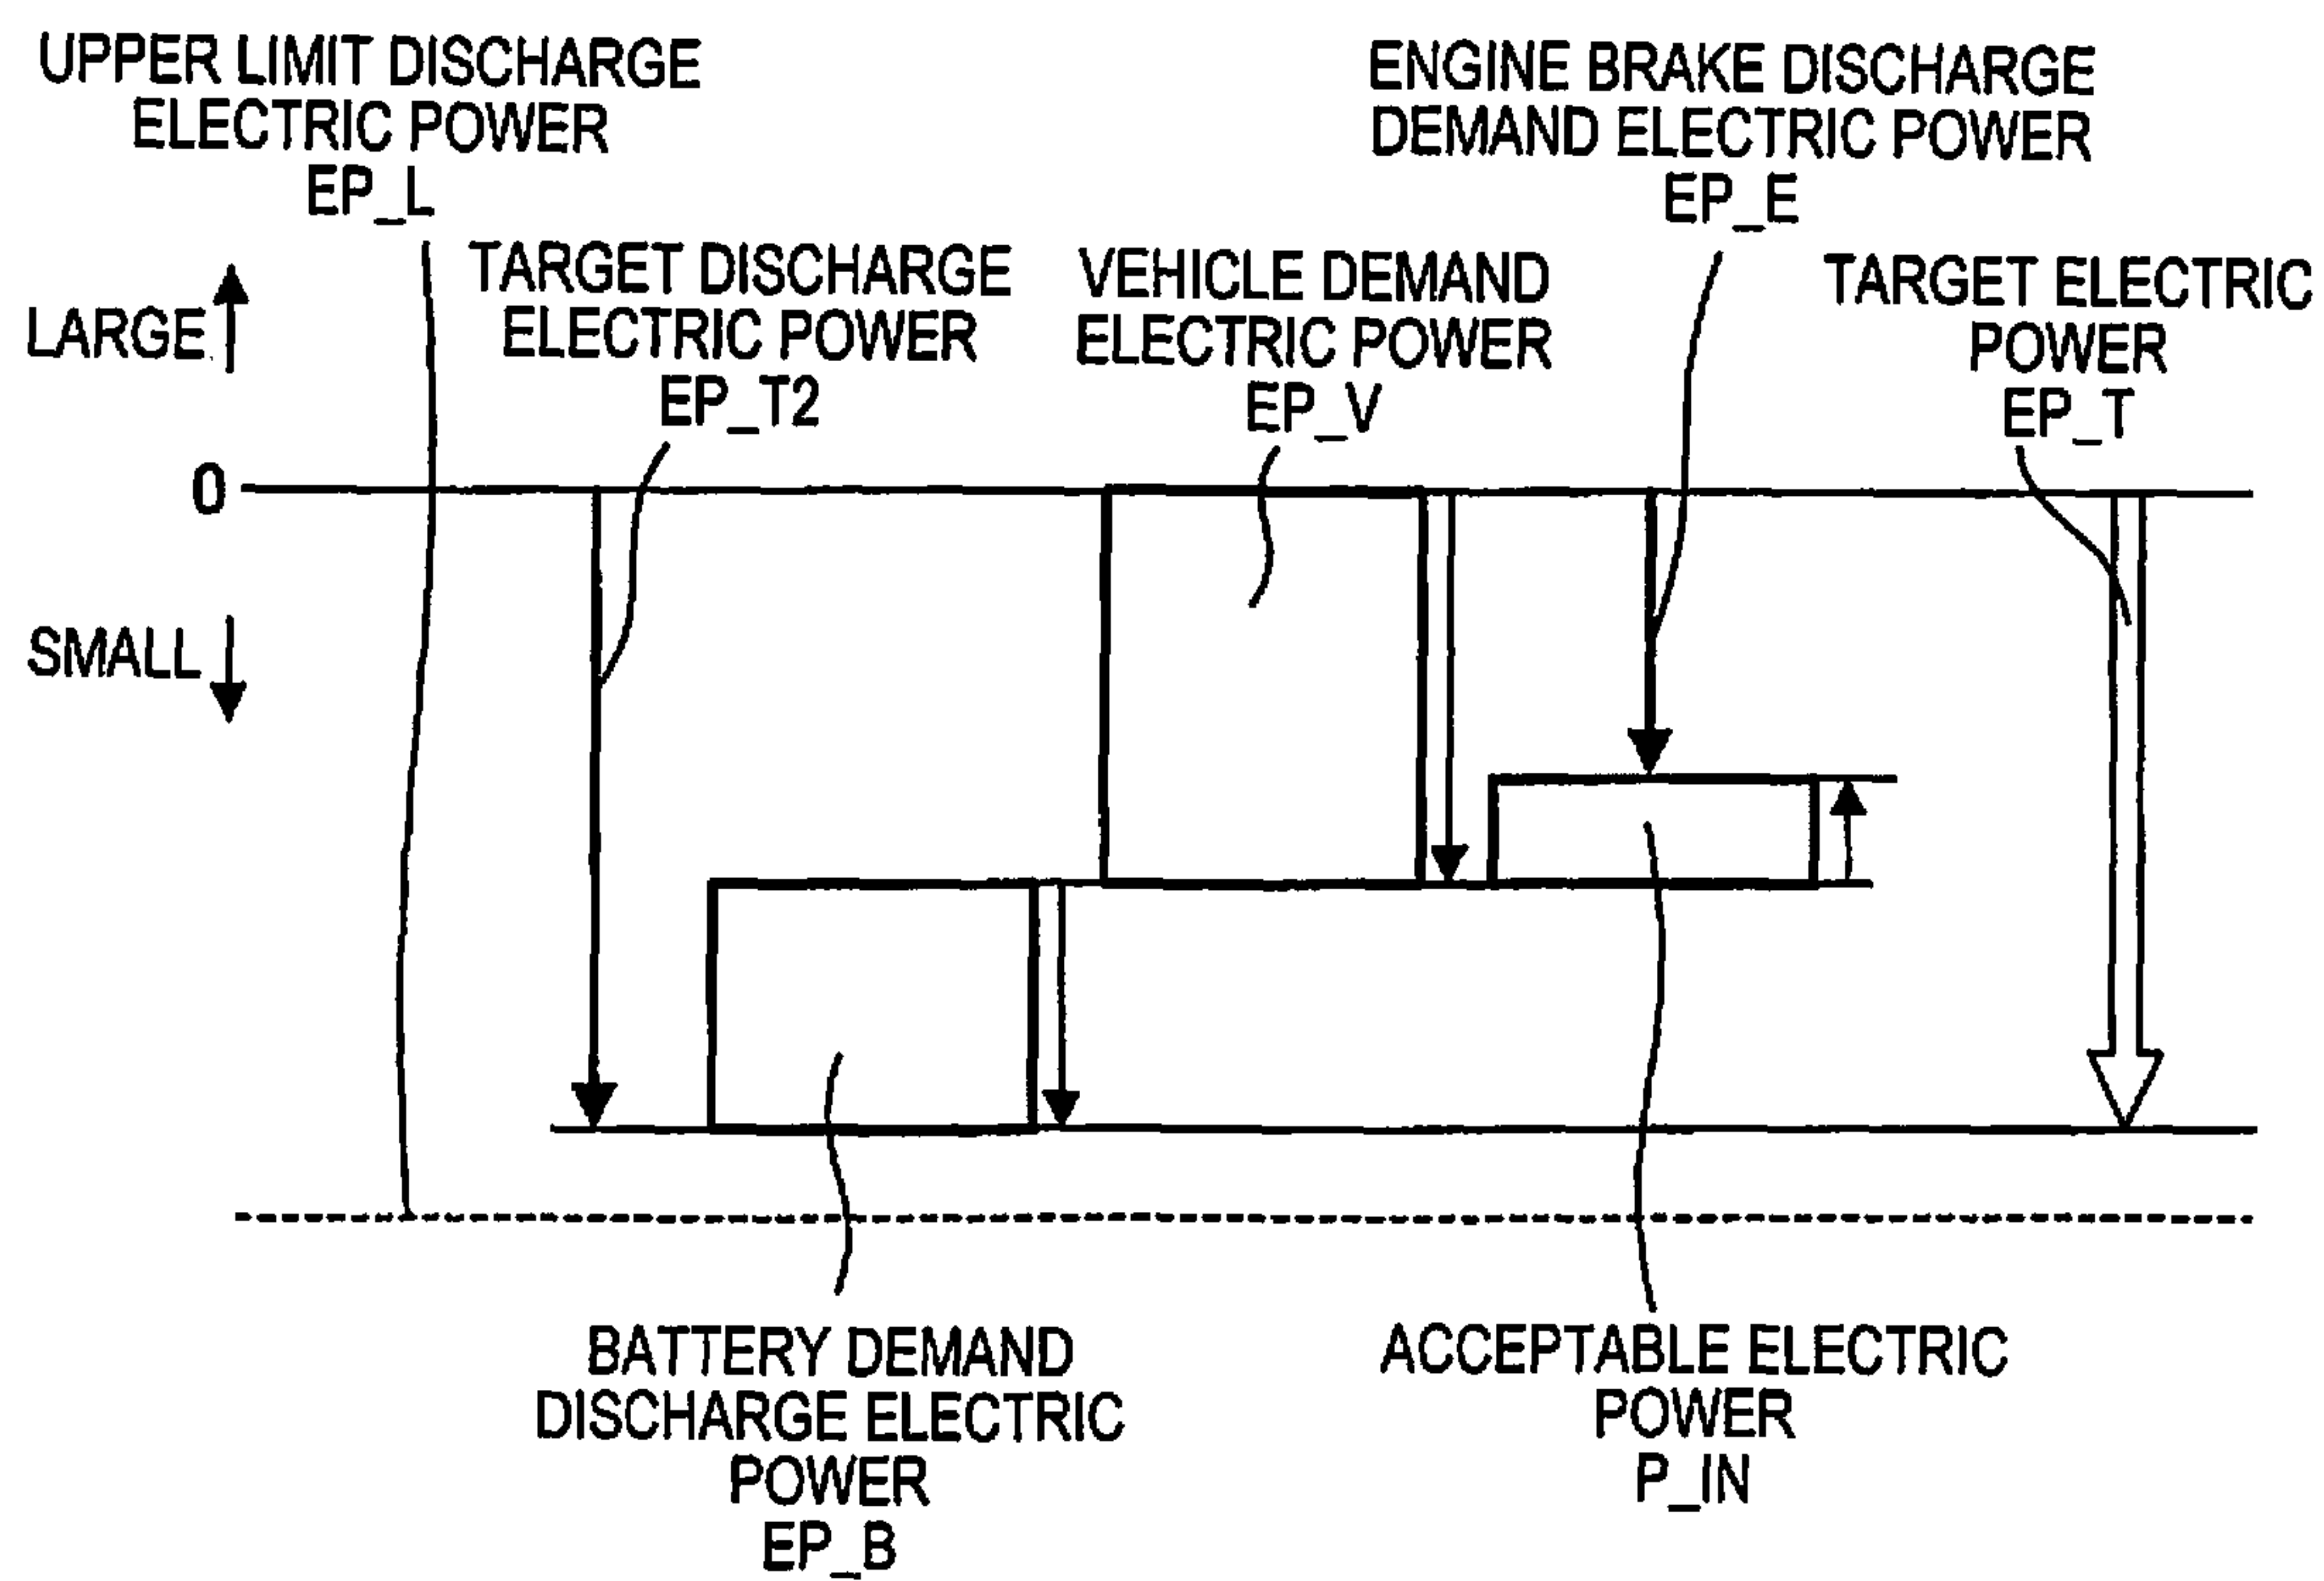 UPPER LIMIT DISCHARGE
ELECTRIC POWER
EP_L
ENGINE BRAKE DISCHARGE
DEMAND ELECTRIC POWER
EP_E
TARGET DISCHARGE
ELECTRIC POWER
EP_T2
VEHICLE DEMAND
ELECTRIC POWER
EP_V
TARGET ELECTRIC
POWER
EP_T
LARGE
0
SMALL
BATTERY DEMAND
DISCHARGE ELECTRIC
POWER
EP_B
ACCEPTABLE ELECTRIC
POWER
P_IN